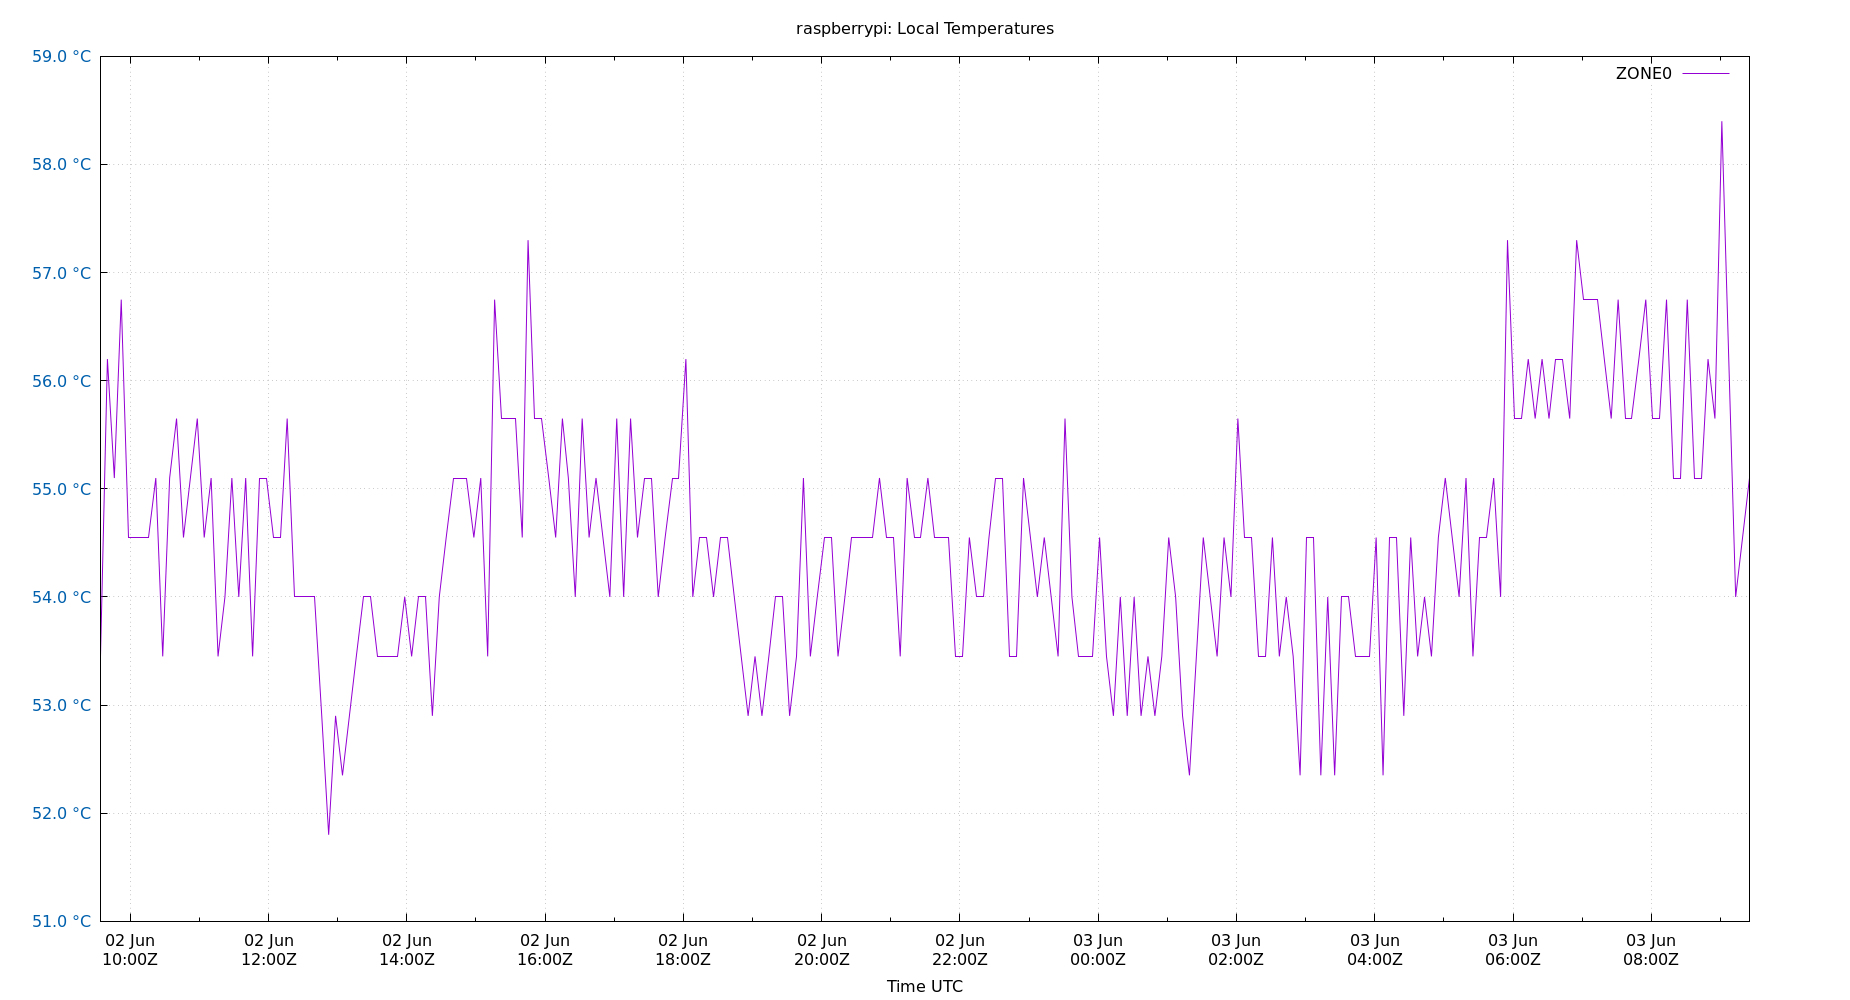 raspberrypi: Local Temperatures
59.0 °C
ZONE0
58.0 °C
57.0 °C
56.0 °C
55.0 °C
54.0 °C
53.0 °C
52.0 °C
51.0 °C
02 Jun 02 Jun 02 Jun 02 Jun 02 Jun 02 Jun 02 Jun 03 Jun 03 Jun 03 Jun 03 Jun 03 Jun
10:00Z 12:00Z 14:00Z 16:00Z 18:00Z 20:00Z 22:00Z 00:00Z 02:00Z 04:00Z 06:00Z 08:00Z
Time UTC